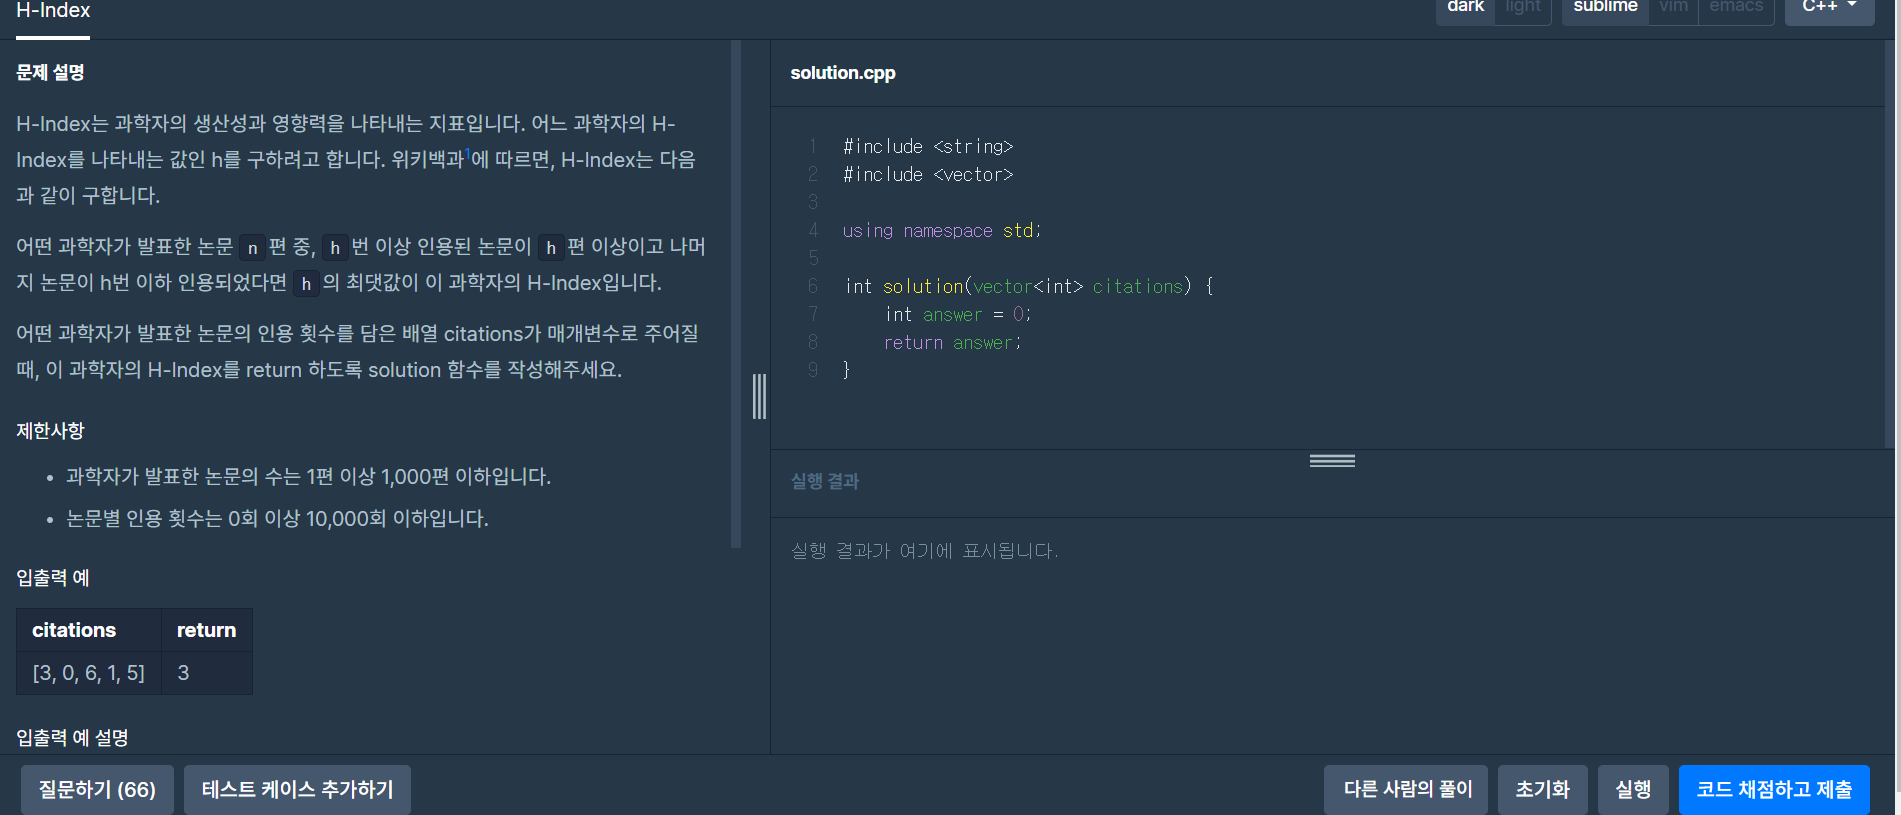 H-Index
dark light sublime vim emacs C++
문제 설명
H-Index는 과학자의 생산성과 영향력을 나타내는 지표입니다. 어느 과학자의 H-
Index를 나타내는 값인 h를 구하려고 합니다. 위키백과1에 따르면, H-Index는 다음
과 같이 구합니다.
어떤 과학자가 발표한 논문 n 편 중, h 번 이상 인용된 논문이 h 편 이상이고 나머
지 논문이 h번 이하 인용되었다면 h 의 최댓값이 이 과학자의 H-Index입니다.
어떤 과학자가 발표한 논문의 인용 횟수를 담은 배열 citations가 매개변수로 주어질
때, 이 과학자의 H-Index를 return 하도록 solution 함수를 작성해주세요.
제한사항
• 과학자가 발표한 논문의 수는 1편 이상 1,000편 이하입니다.
• 논문별 인용 횟수는 0회 이상 10,000회 이하입니다.
입출력 예
citations return
[3, 0, 6, 1, 5] 3
입출력 예 설명
solution.cpp
1 #include <string>
2 #include <vector>
3
4 using namespace std;
5
6 int solution(vector<int> citations) {
7 int answer = 0;
8 return answer;
9 }
실행 결과
실행 결과가 여기에 표시됩니다.
질문하기 (66) 테스트 케이스 추가하기 다른 사람의 풀이 초기화 실행 코드 채점하고 제출